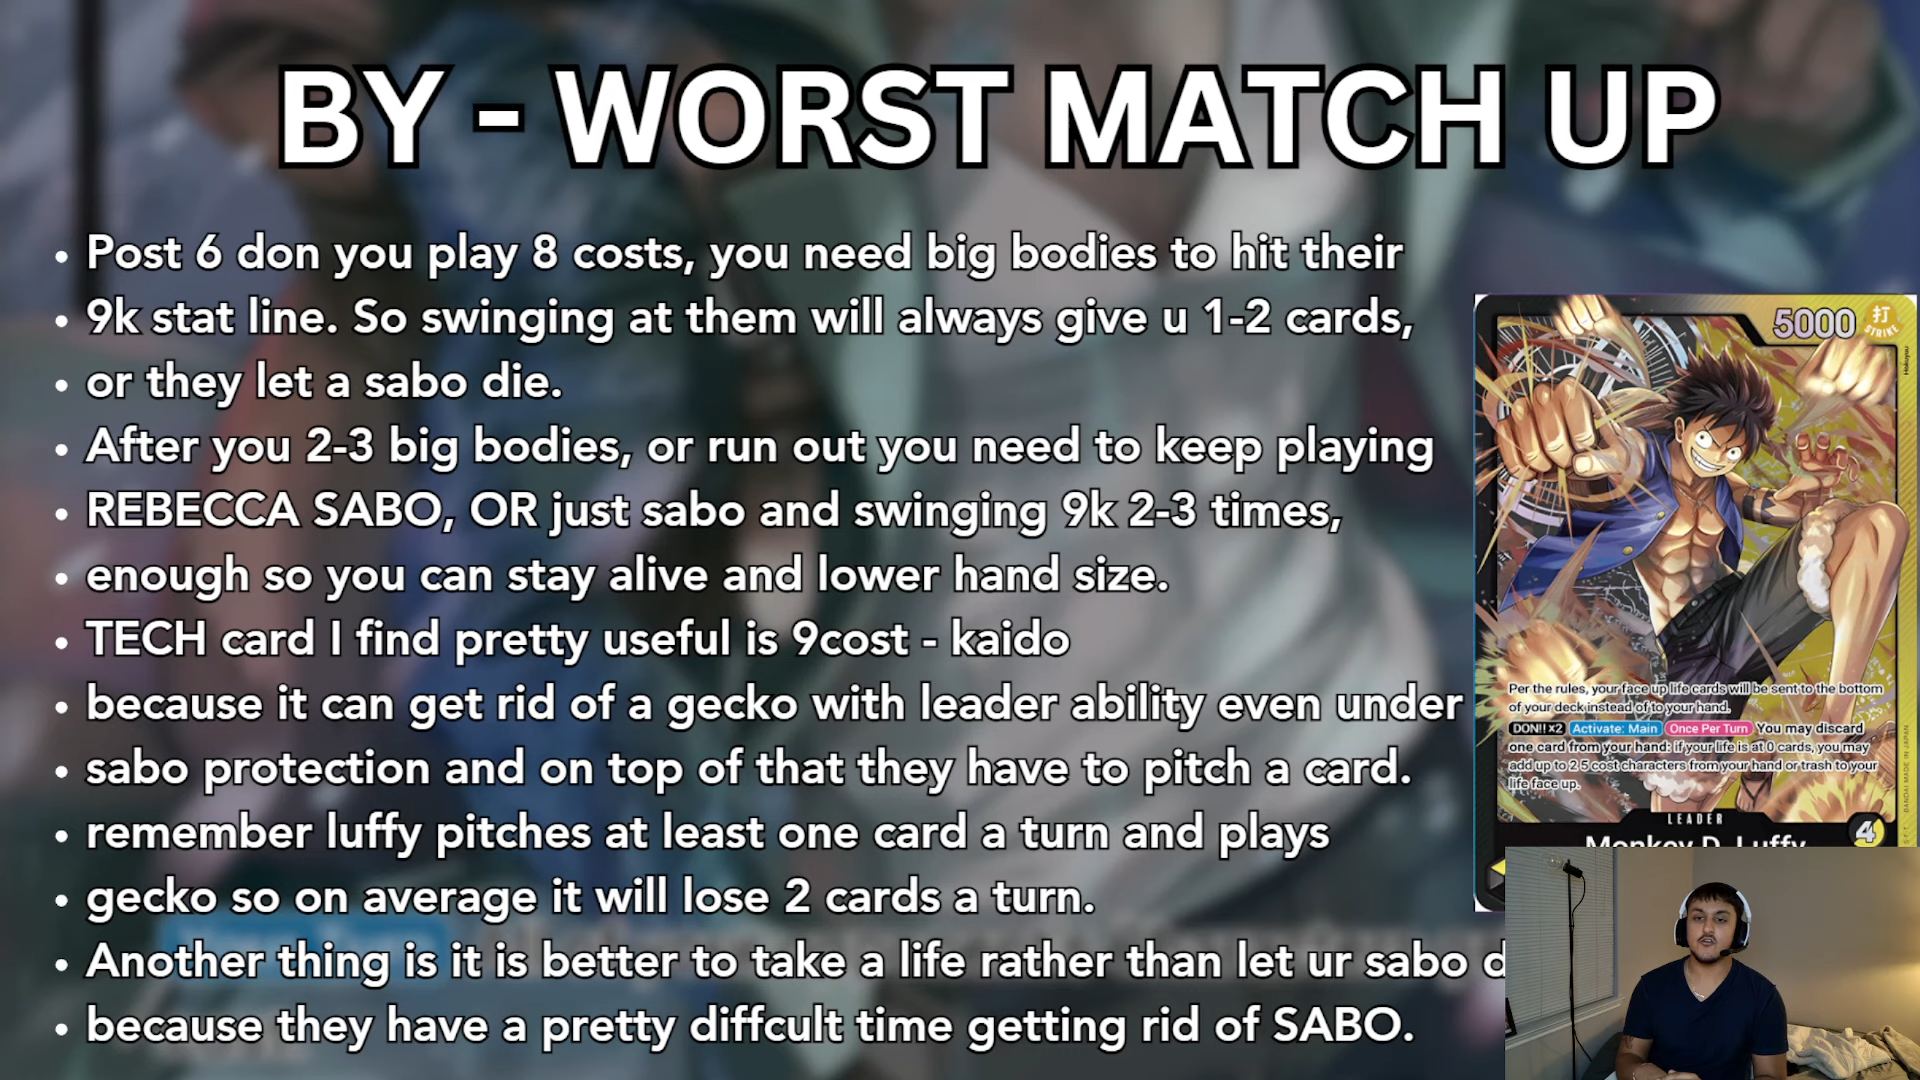 BY - WORST MATCH UP
• Post 6 don you play 8 costs, you need big bodies to hit their
• 9k stat line. So swinging at them will always give u 1-2 cards,
• or they let a sabo die.
• After you 2-3 big bodies, or run out you need to keep playing
• REBECCA SABO, OR just sabo and swinging 9k 2-3 times,
• enough so you can stay alive and lower hand size.
• TECH card I find pretty useful is 9cost - kaido
• because it can get rid of a gecko with leader ability even under
• sabo protection and on top of that they have to pitch a card.
• remember luffy pitches at least one card a turn and plays
• gecko so on average it will lose 2 cards a turn.
• Another thing is it is better to take a life rather than let ur sabo d
• because they have a pretty diffcult time getting rid of SABO.
5000
打
STRIKE
Per the rules, your face up life cards will be sent to the bottom
of your deck instead of to your hand.
DON!!×2 Activate: Main Once Per Turn You may discard
one card from your hand: if your life is at 0 cards, you may
add up to 2 5 cost characters from your hand or trash to your
life face up.
LEADER
4
Monkey D. Luffy